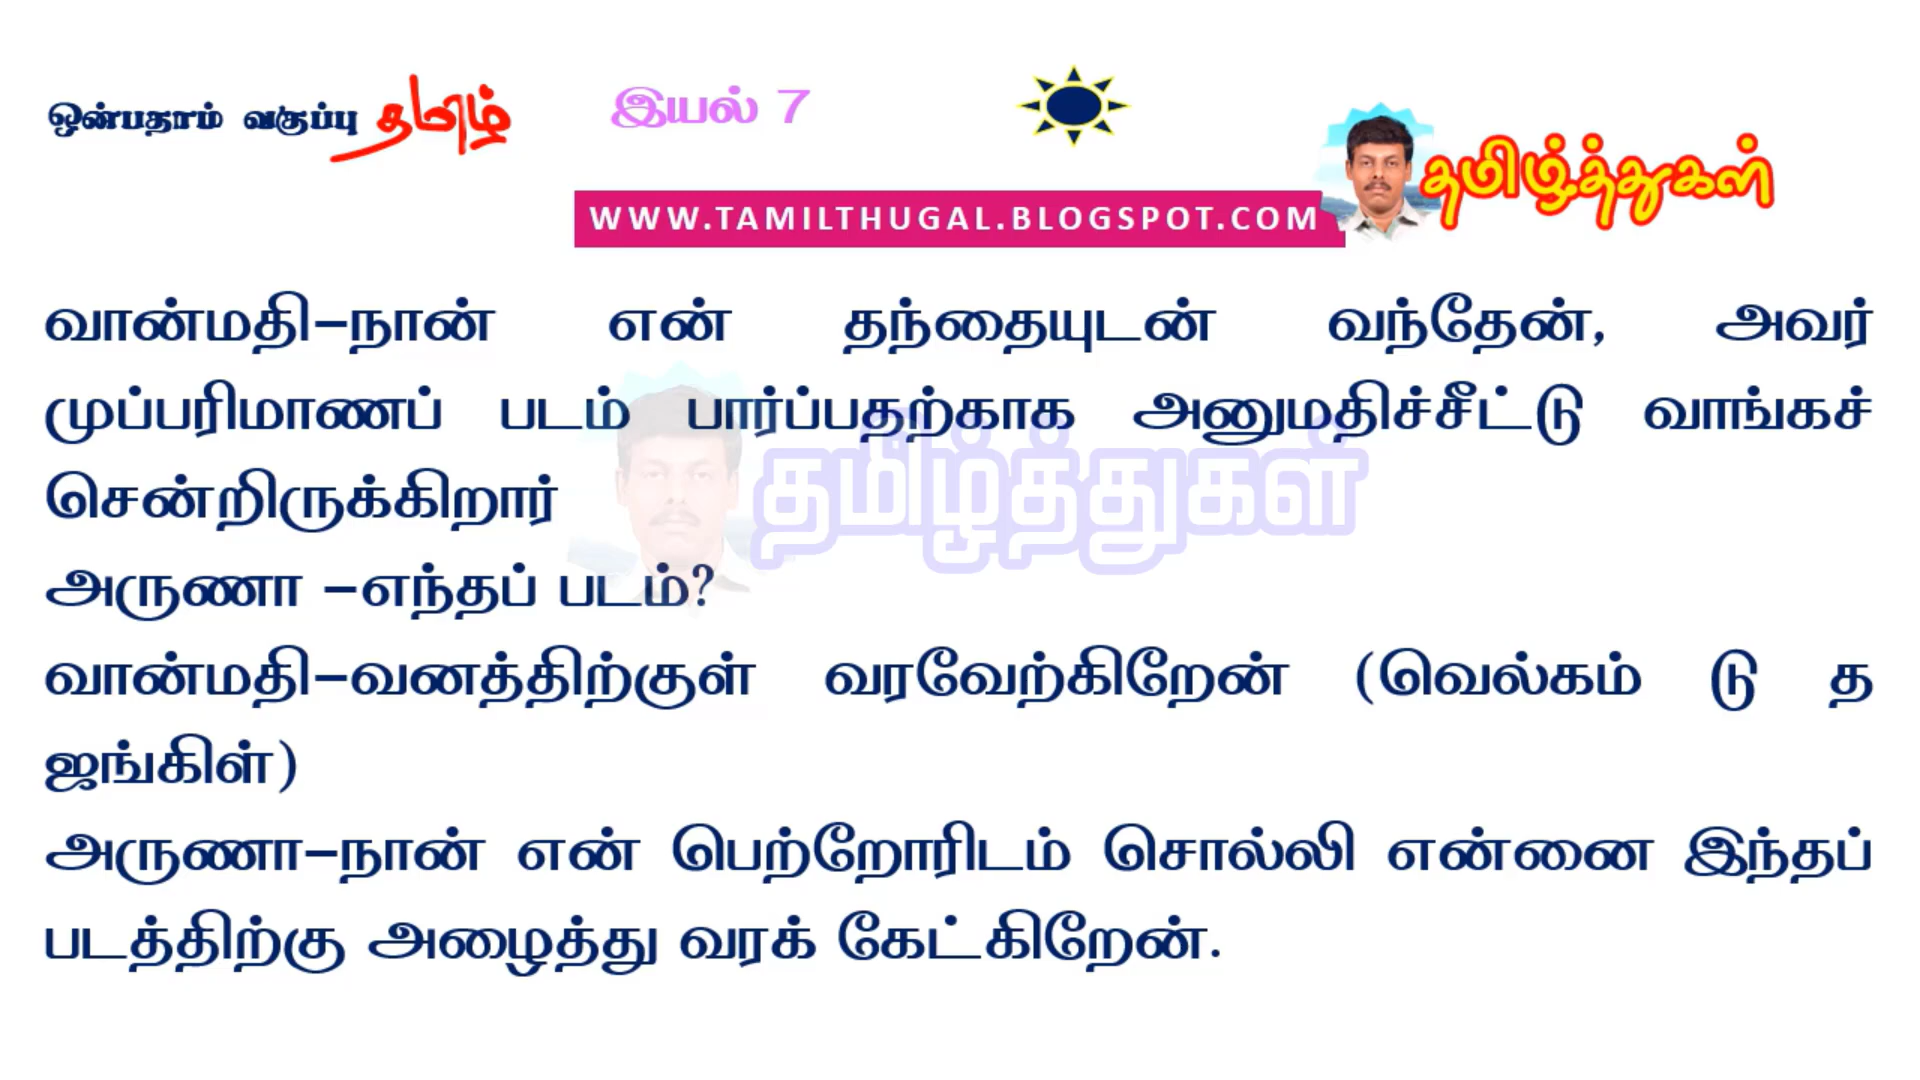 ஒன்பதாம் வகுப்பு தமிழ் இயல் 7
தமிழ்த்துகள்
WWW.TAMILTHUGAL.BLOGSPOT.COM
வான்மதி-நான் என் தந்தையுடன் வந்தேன், அவர்
முப்பரிமாணப் படம் பார்ப்பதற்காக அனுமதிச்சீட்டு வாங்கச்
சென்றிருக்கிறார்
தமிழ்த்துகள்
அருணா -எந்தப் படம்?
வான்மதி-வனத்திற்குள் வரவேற்கிறேன் (வெல்கம் டு த
ஜங்கிள்)
அருணா-நான் என் பெற்றோரிடம் சொல்லி என்னை இந்தப்
படத்திற்கு அழைத்து வரக் கேட்கிறேன்.